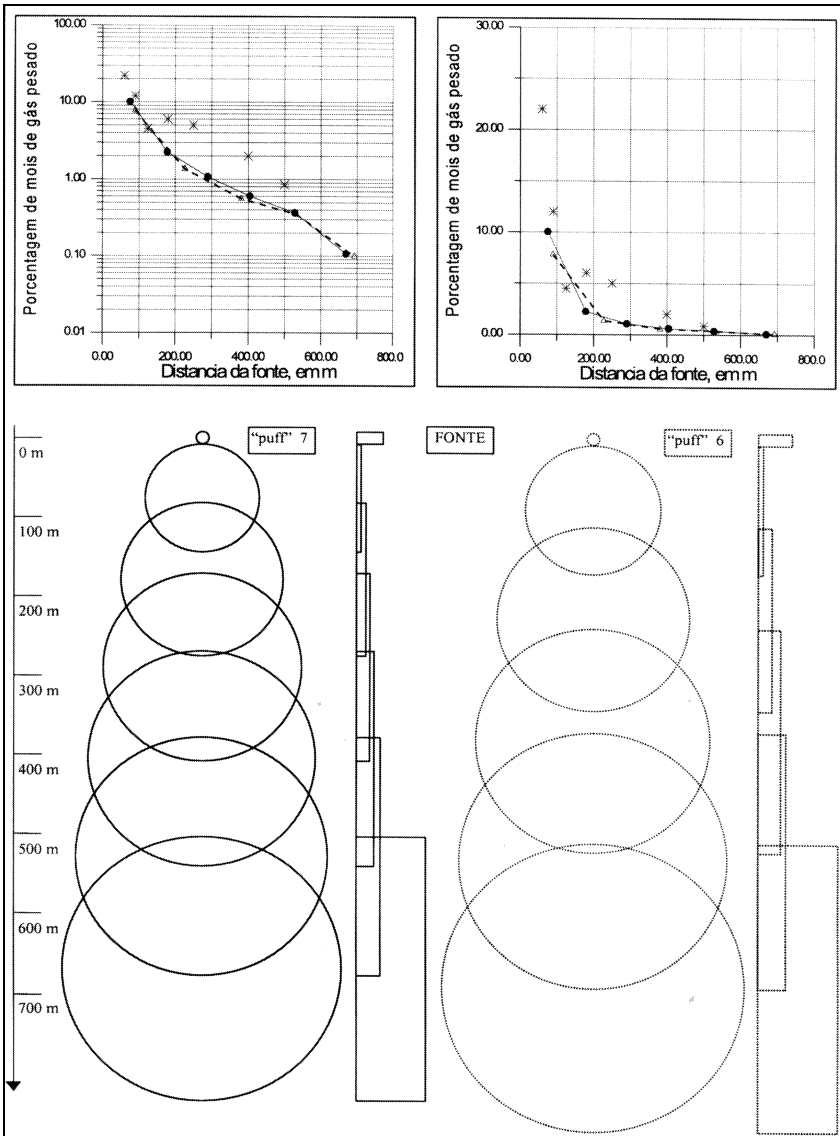 Porcentagem de mois de gás pesado
100.00
10.00
1.00
0.10
0.01
0.00 200.00 400.00 600.00 800.0
Distancia da fonte, em m
Porcentagem de mois de gás pesado
30.00
20.00
10.00
0.00
0.00 200.00 400.00 600.00 800.0
Distancia da fonte, em m
"puff" 7
FONTE
"puff" 6
0 m
100 m
200 m
300 m
400 m
500 m
600 m
700 m